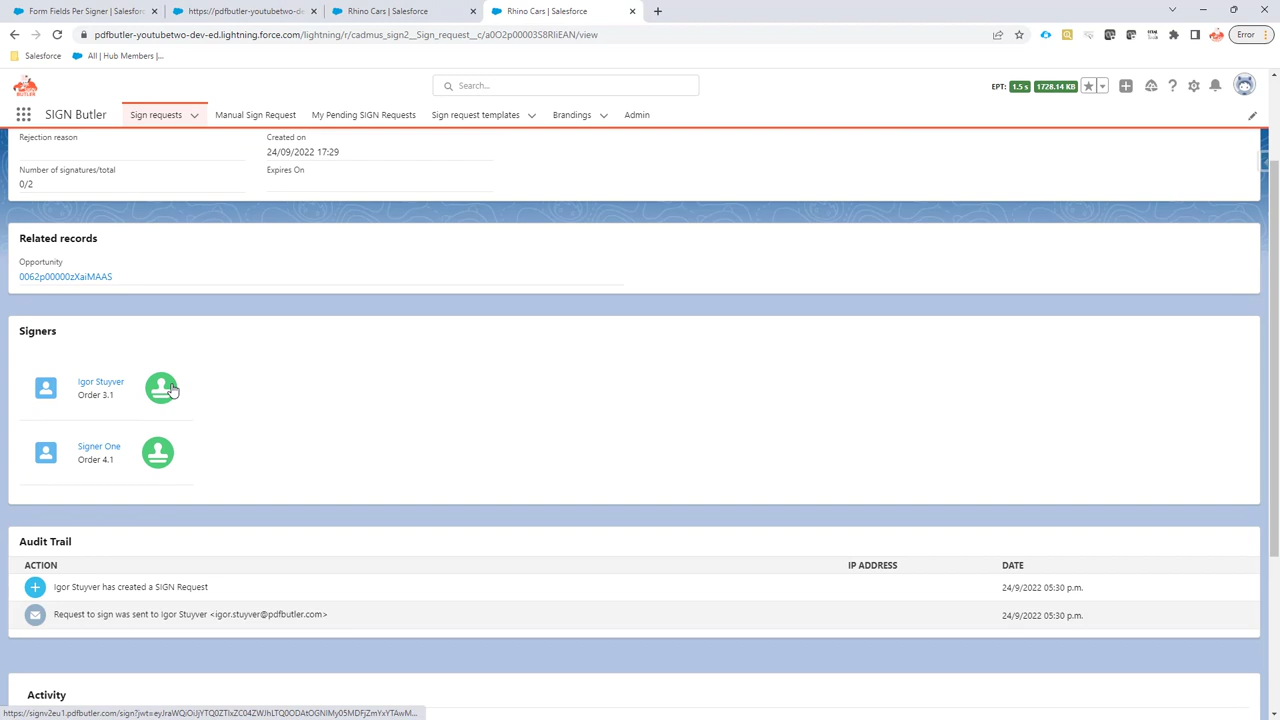 Form Fields Per Signer | Salesforc
https://pdfbutler-youtubetwo-de
Rhino Cars | Salesforce
Rhino Cars | Salesforce
pdfbutler-youtubetwo-dev-ed.lightning.force.com/lightning/r/cadmus_sign2__Sign_request__c/a0O2p00003S8RliEAN/view
Error
Salesforce
All | Hub Members |...
Search...
EPT: 1.5 s 1728.14 KB
SIGN Butler
Sign requests
Manual Sign Request
My Pending SIGN Requests
Sign request templates
Brandings
Admin
Rejection reason
Created on
24/09/2022 17:29
Number of signatures/total
0/2
Expires On
Related records
Opportunity
0062p00000zXaiMAAS
Signers
Igor Stuyver
Order 3.1
Signer One
Order 4.1
Audit Trail
ACTION IP ADDRESS DATE
Igor Stuyver has created a SIGN Request 24/9/2022 05:30 p.m.
Request to sign was sent to Igor Stuyver <igor.stuyver@pdfbutler.com> 24/9/2022 05:30 p.m.
Activity